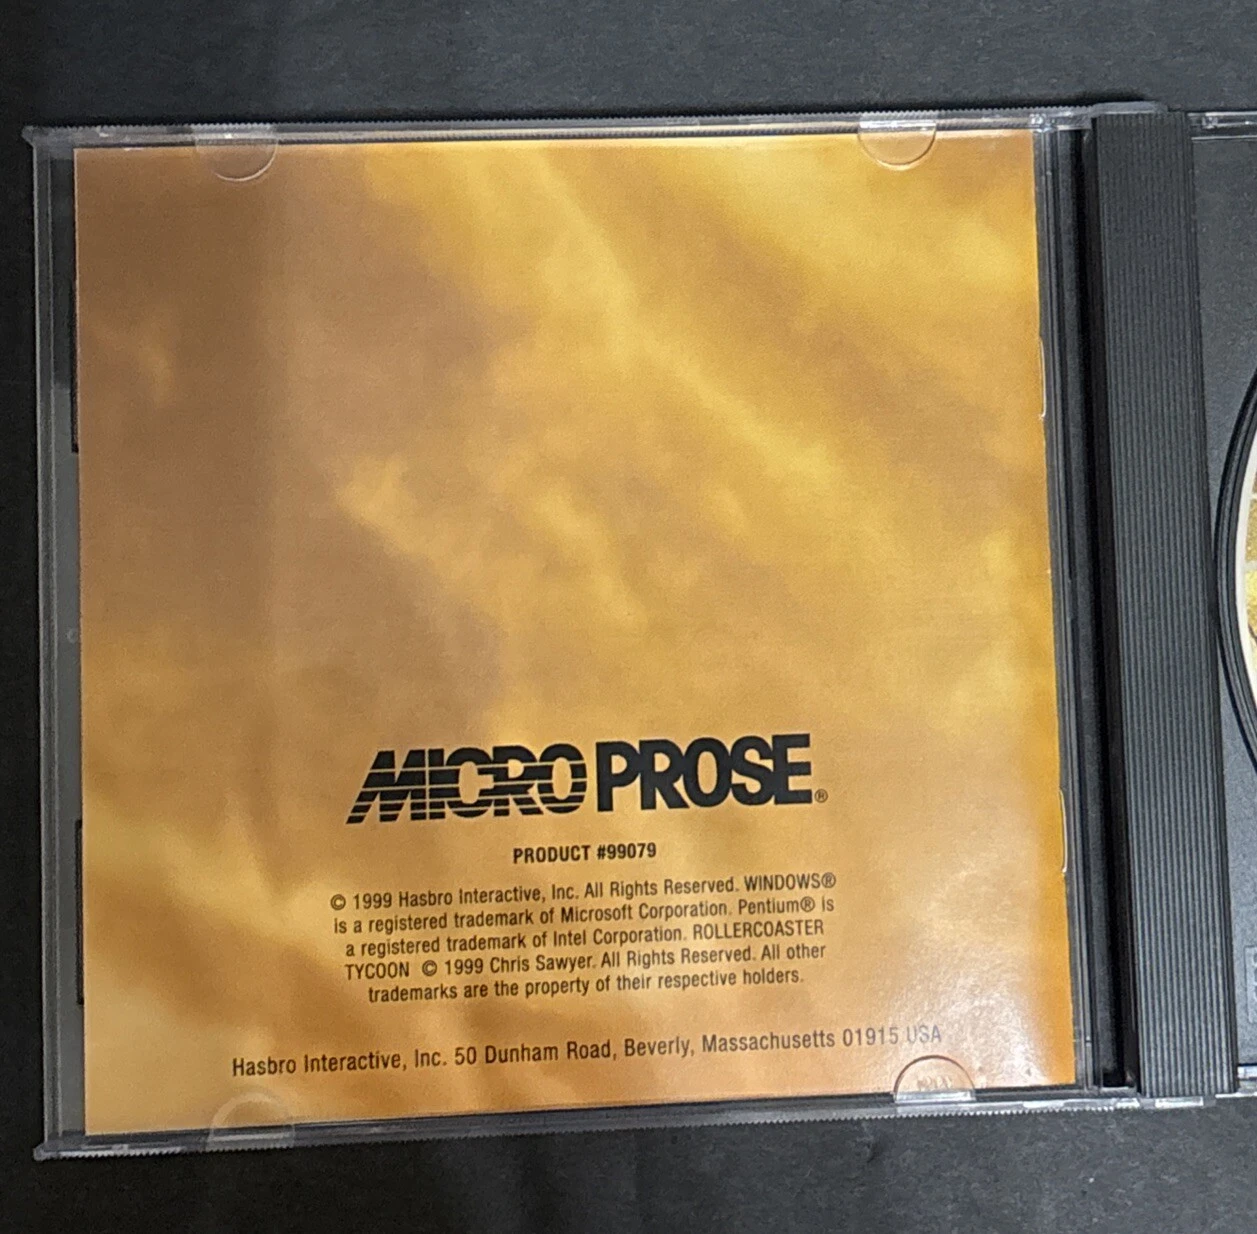 MICROPROSE®
PRODUCT #99079
© 1999 Hasbro Interactive, Inc. All Rights Reserved. WINDOWS®
is a registered trademark of Microsoft Corporation. Pentium® is
a registered trademark of Intel Corporation. ROLLERCOASTER
TYCOON © 1999 Chris Sawyer. All Rights Reserved. All other
trademarks are the property of their respective holders.
Hasbro Interactive, Inc. 50 Dunham Road, Beverly, Massachusetts 01915 USA